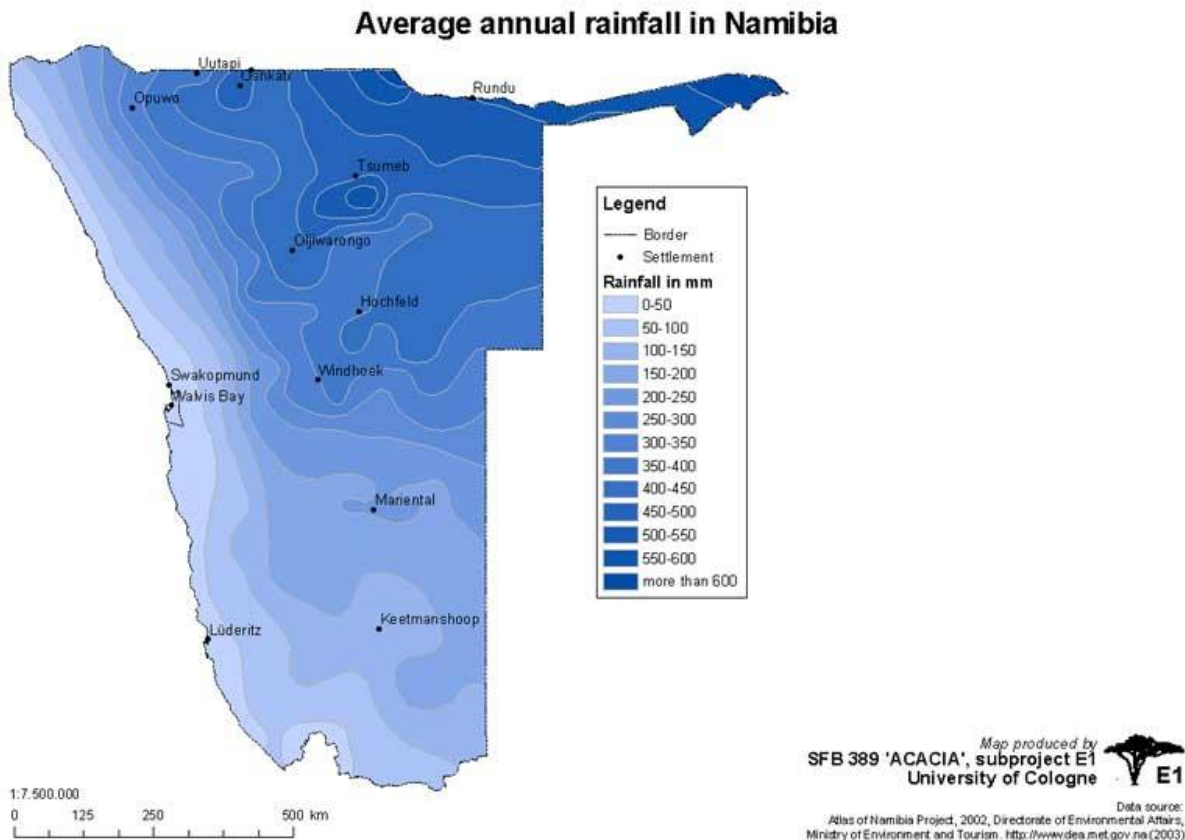 Average annual rainfall in Namibia
Uutapi
Oshkati
Opuwo
Rundu
Tsumeb
Otjiwarongo
Hochfeld
Swakopmund
Walvis Bay
Windhoek
Mariental
Keetmanshoop
Lüderitz
Legend
Border
Settlement
Rainfall in mm
0-50
50-100
100-150
150-200
200-250
250-300
300-350
350-400
400-450
450-500
500-550
550-600
more than 600
1:7.500.000
0 125 250 500 km
Map produced by
SFB 389 'ACACIA', subproject E1
University of Cologne
E1
Data source:
Atlas of Namibia Project, 2002, Directorate of Environmental Affairs,
Ministry of Environment and Tourism. http://www.dea.met.gov.na (2003)